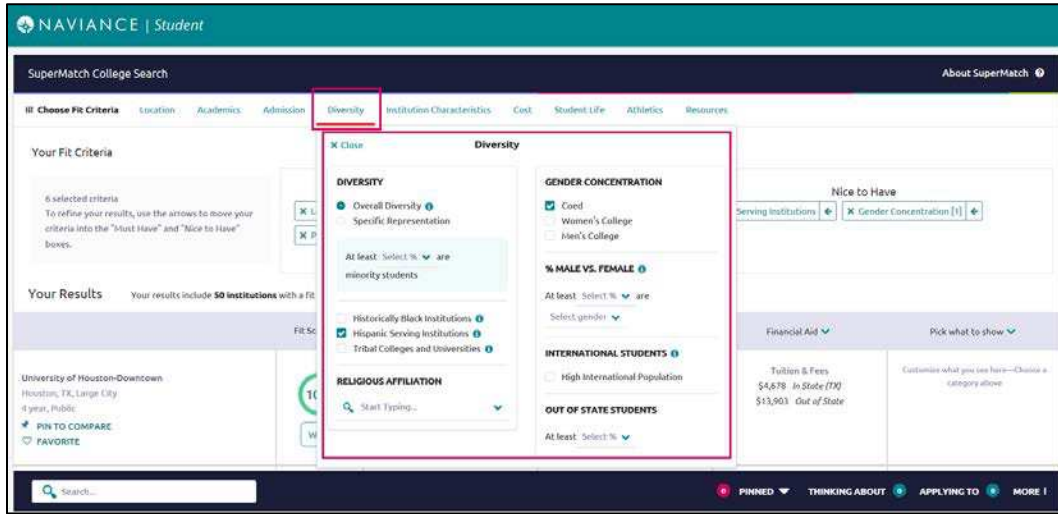 NAVIANCE | Student
SuperMatch College Search
About SuperMatch
Choose Fit Criteria Location Academics Admission Diversity Institution Characteristics Cost Student Life Athletics Resources
Your Fit Criteria
6 selected criteria
To refine your results, use the arrows to move your
criteria into the "Must Have" and "Nice to Have"
boxes.
Nice to Have
Serving Institutions
Gender Concentration [1]
Your Results
Your results include 50 institutions with a fit
Close
Diversity
DIVERSITY
Overall Diversity
Specific Representation
At least Select % are
minority students
Historically Black Institutions
Hispanic Serving Institutions
Tribal Colleges and Universities
RELIGIOUS AFFILIATION
Start Typing...
GENDER CONCENTRATION
Coed
Women's College
Men's College
% MALE VS. FEMALE
At least Select % are
Select gender
INTERNATIONAL STUDENTS
High International Population
OUT OF STATE STUDENTS
At least Select %
Fit Sc
Financial Aid
Pick what to show
University of Houston-Downtown
Houston, TX, Large City
4 year, Public
PIN TO COMPARE
FAVORITE
Tuition & Fees
$4,678 In State (TX)
$13,903 Out of State
Customize what you see here—Choose a
category above
Search...
PINNED
THINKING ABOUT
APPLYING TO
MORE